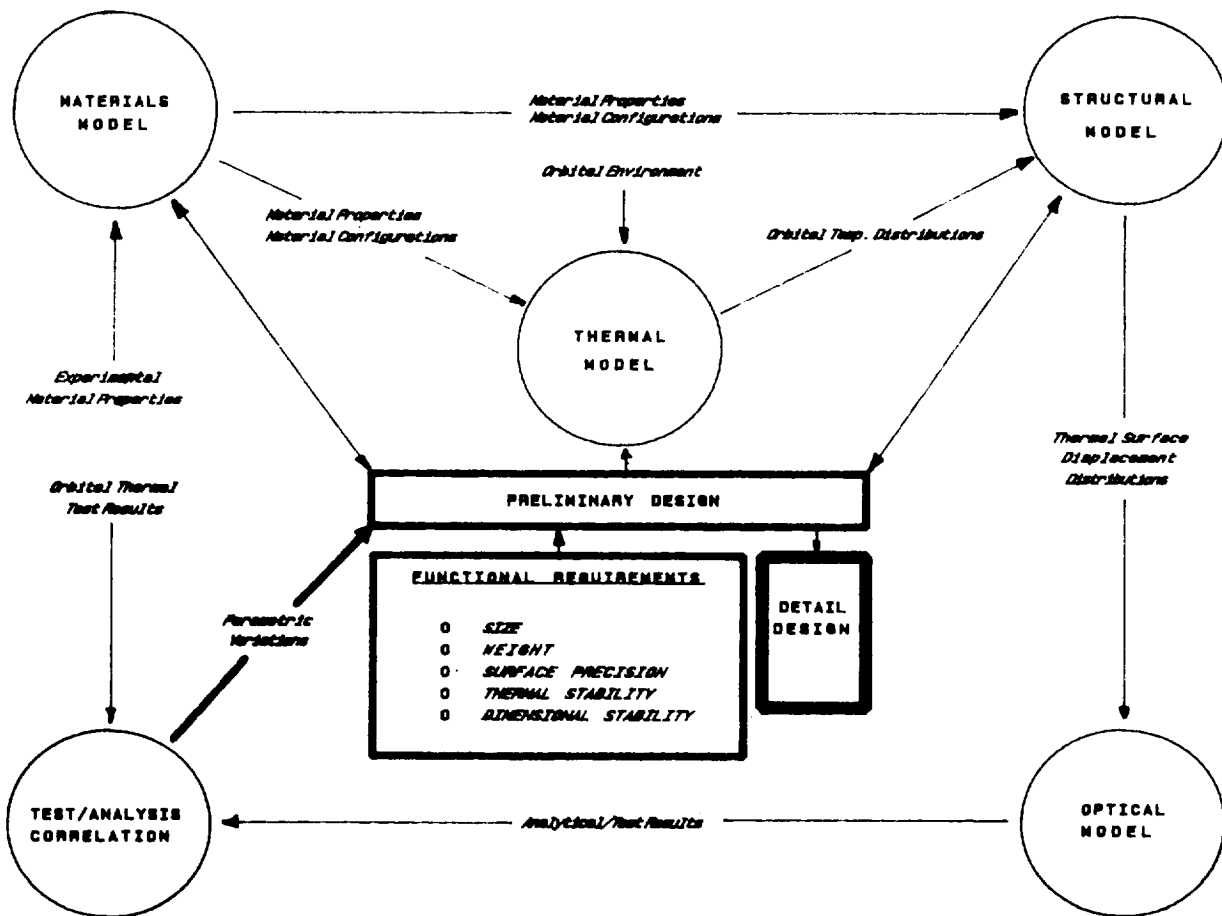 MATERIALS
MODEL
Material Properties
Material Configurations
STRUCTURAL
MODEL
Orbital Environment
Material Properties
Material Configurations
Orbital Temp. Distributions
THERMAL
MODEL
Experimental
Material Properties
Thermal Surface
Displacement
Distributions
Orbital Thermal
Test Results
PRELIMINARY DESIGN
FUNCTIONAL REQUIREMENTS
O SIZE
O WEIGHT
O SURFACE PRECISION
O THERMAL STABILITY
O DIMENSIONAL STABILITY
DETAIL
DESIGN
Parametric
Variations
TEST/ANALYSIS
CORRELATION
Analytical/Test Results
OPTICAL
MODEL